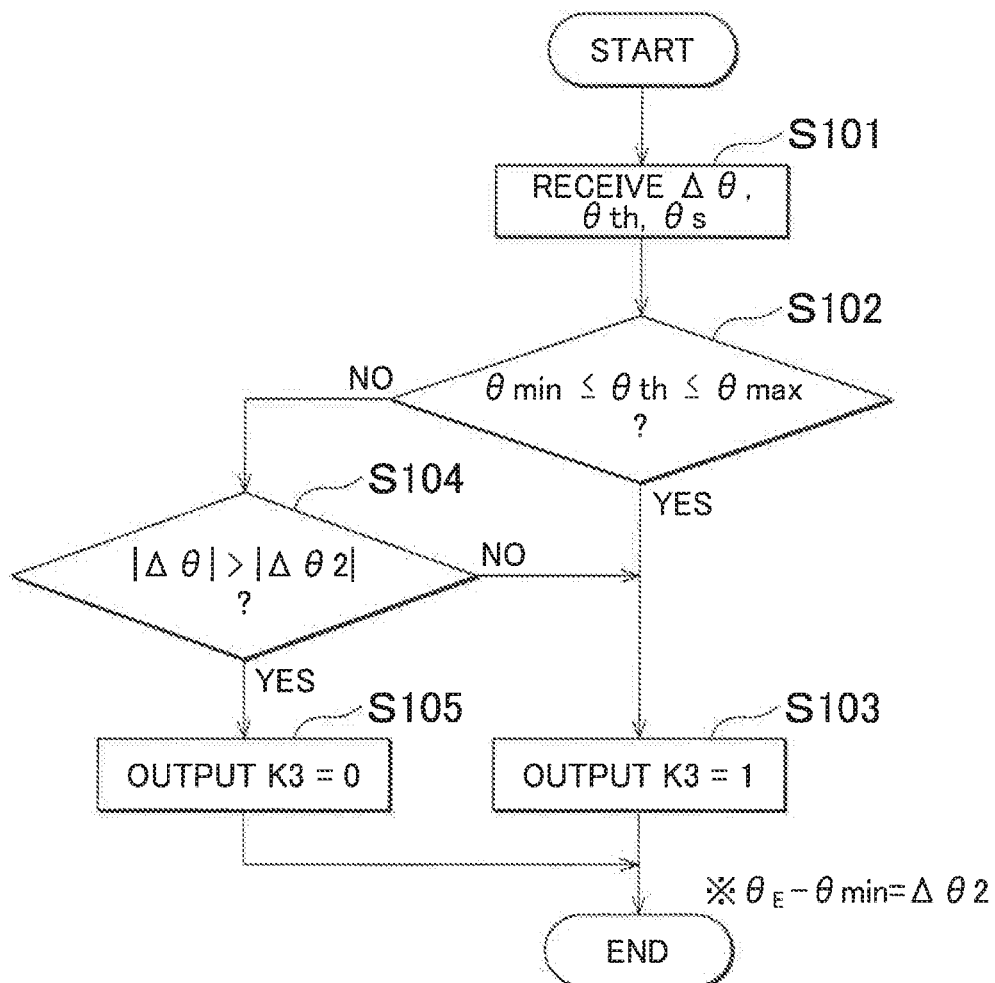 START
S101
RECEIVE Δθ,
θth, θs
S102
θmin ≤ θth ≤ θmax
?
NO
YES
S104
|Δθ| > |Δθ2|
?
NO
YES
S105
OUTPUT K3 = 0
S103
OUTPUT K3 = 1
※ θE−θmin=Δθ2
END